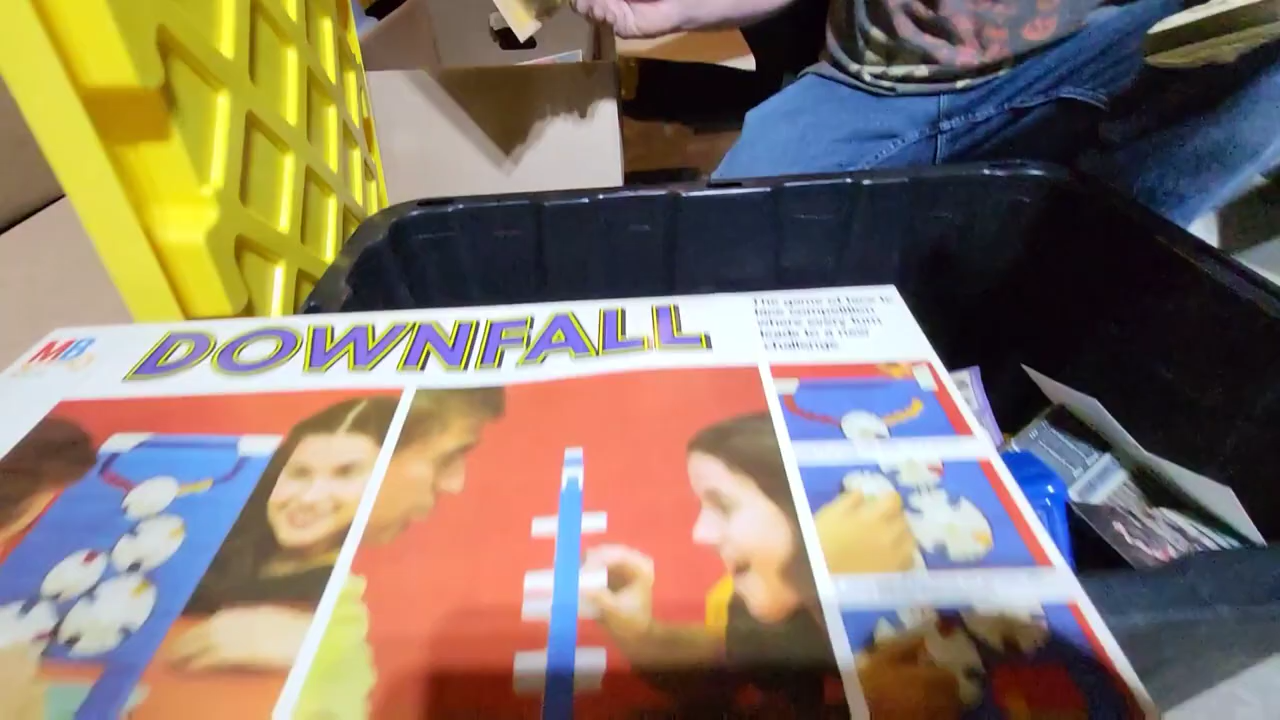 MB
DOWNFALL
The game of face to
face competition
where every turn
leads to a new
challenge.